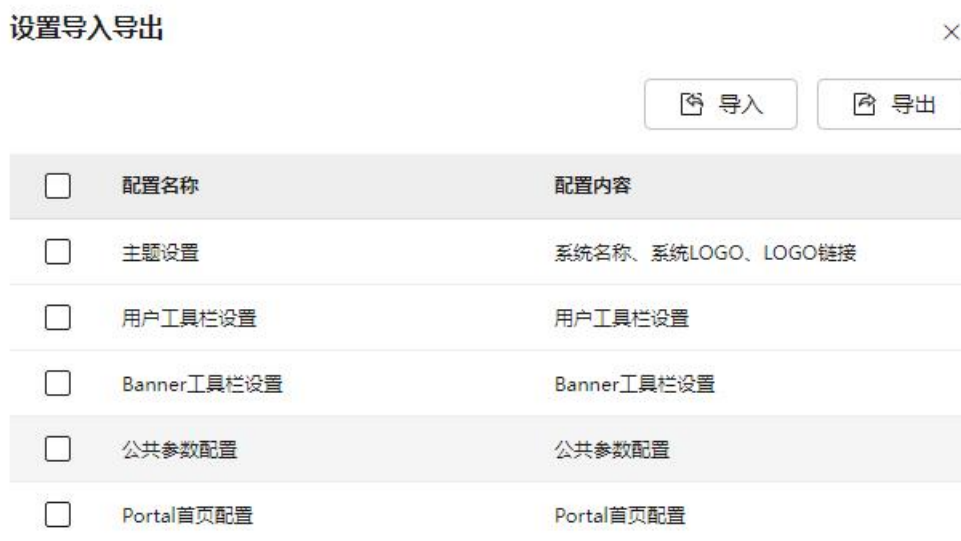 设置导入导出
导入 导出
配置名称 配置内容
主题设置 系统名称、系统LOGO、LOGO链接
用户工具栏设置 用户工具栏设置
Banner工具栏设置 Banner工具栏设置
公共参数配置 公共参数配置
Portal首页配置 Portal首页配置